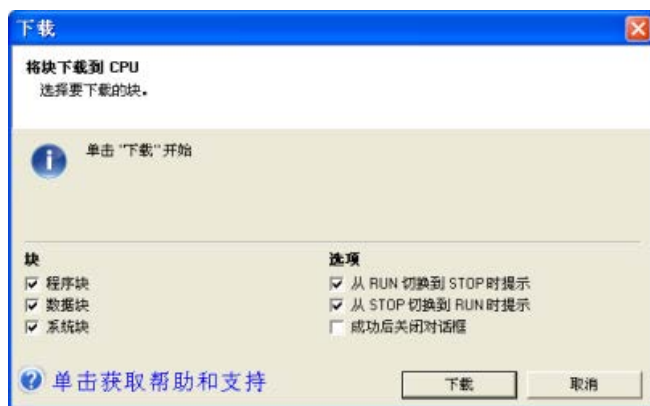 下载
将块下载到 CPU
选择要下载的块。
单击 "下载" 开始
块
程序块
数据块
系统块
选项
从 RUN 切换到 STOP 时提示
从 STOP 切换到 RUN 时提示
成功后关闭对话框
单击获取帮助和支持
下载
取消